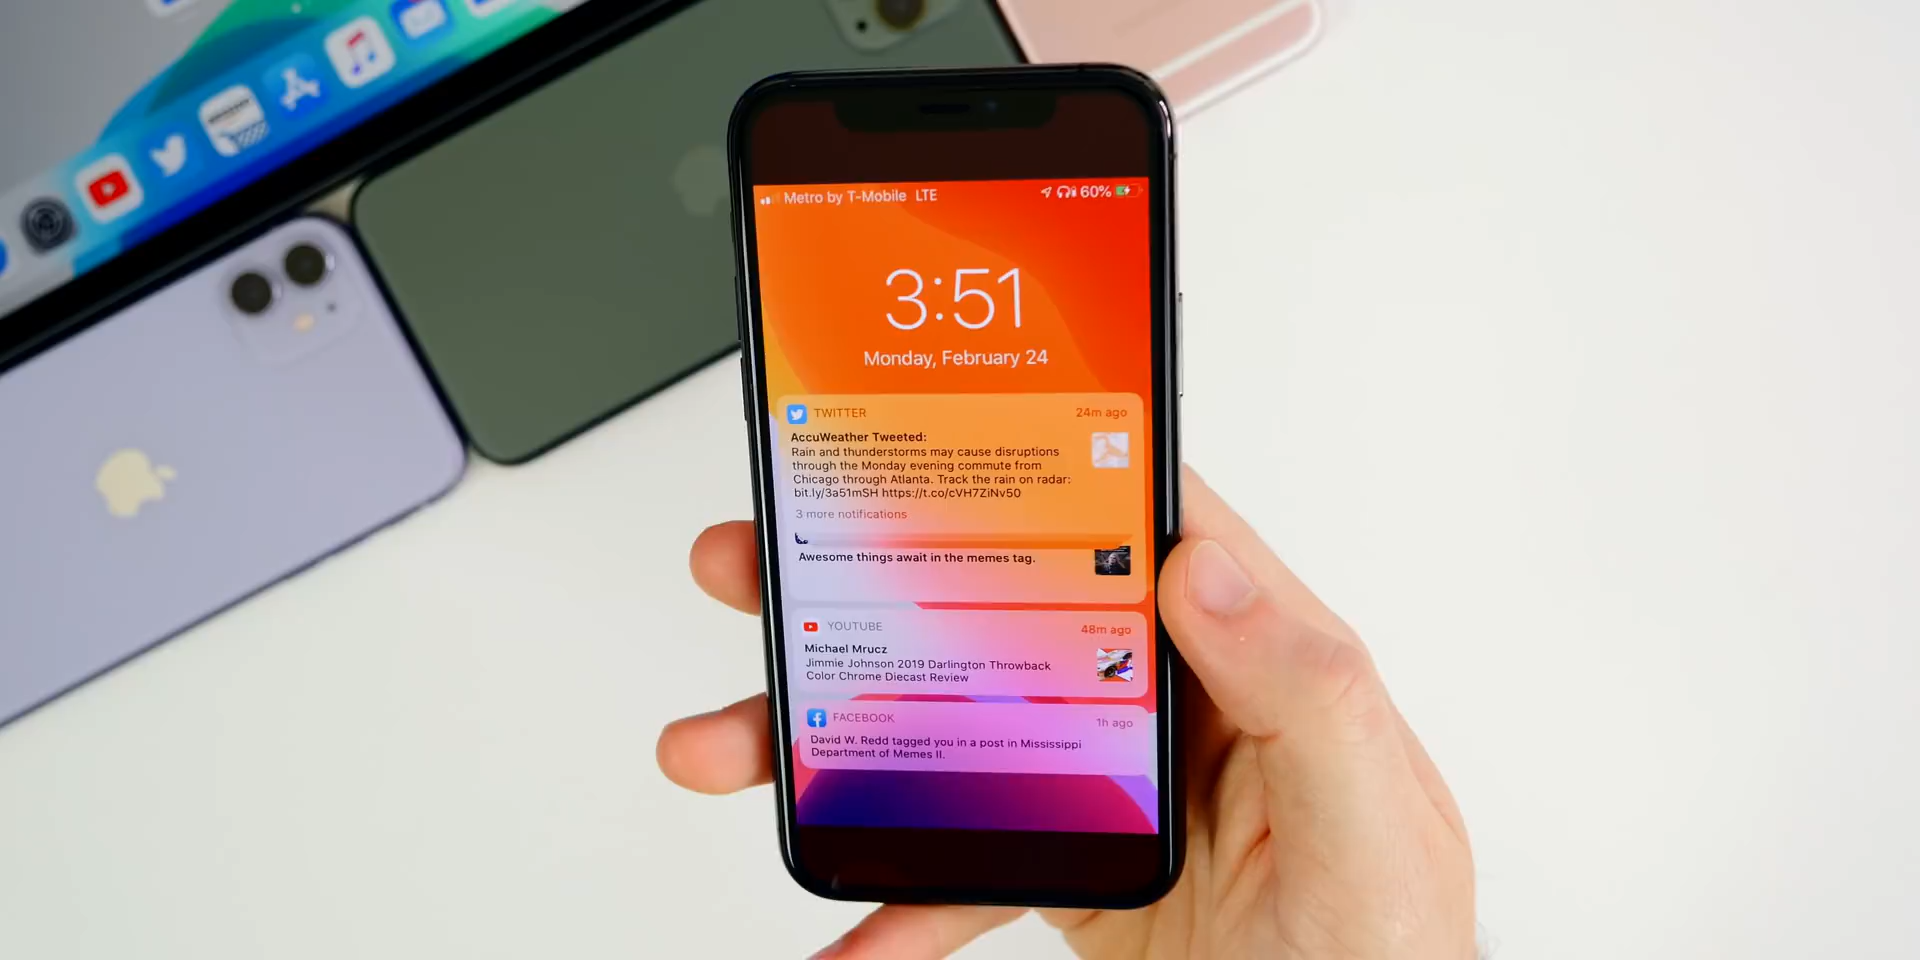 Metro by T-Mobile LTE 60%
3:51
Monday, February 24
TWITTER 24m ago
AccuWeather Tweeted:
Rain and thunderstorms may cause disruptions
through the Monday evening commute from
Chicago through Atlanta. Track the rain on radar:
bit.ly/3a51mSH https://t.co/cVH7ZiNv50
3 more notifications
Awesome things await in the memes tag.
YOUTUBE 48m ago
Michael Mrucz
Jimmie Johnson 2019 Darlington Throwback
Color Chrome Diecast Review
FACEBOOK 1h ago
David W. Redd tagged you in a post in Mississippi
Department of Memes II.